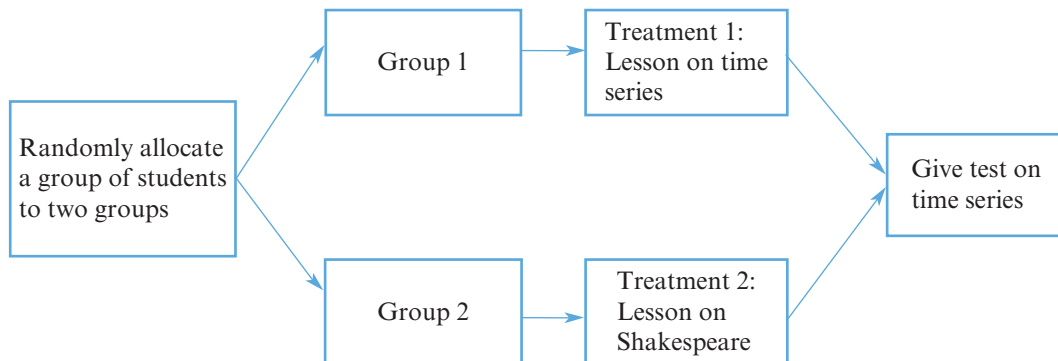 Randomly allocate
a group of students
to two groups
Group 1
Treatment 1:
Lesson on time
series
Group 2
Treatment 2:
Lesson on
Shakespeare
Give test on
time series